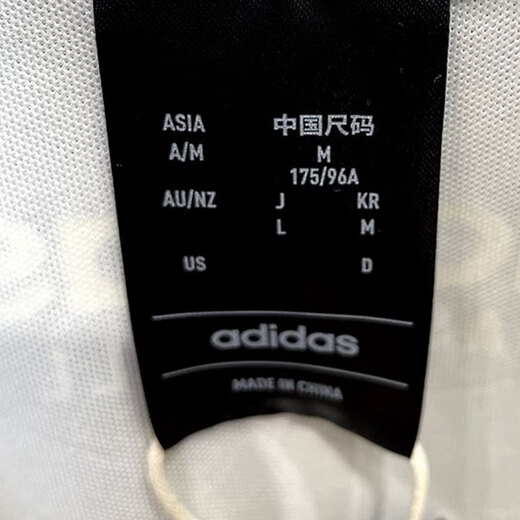 ASIA 中国尺码
A/M M
175/96A
AU/NZ J KR
L M
US D
adidas
MADE IN CHINA